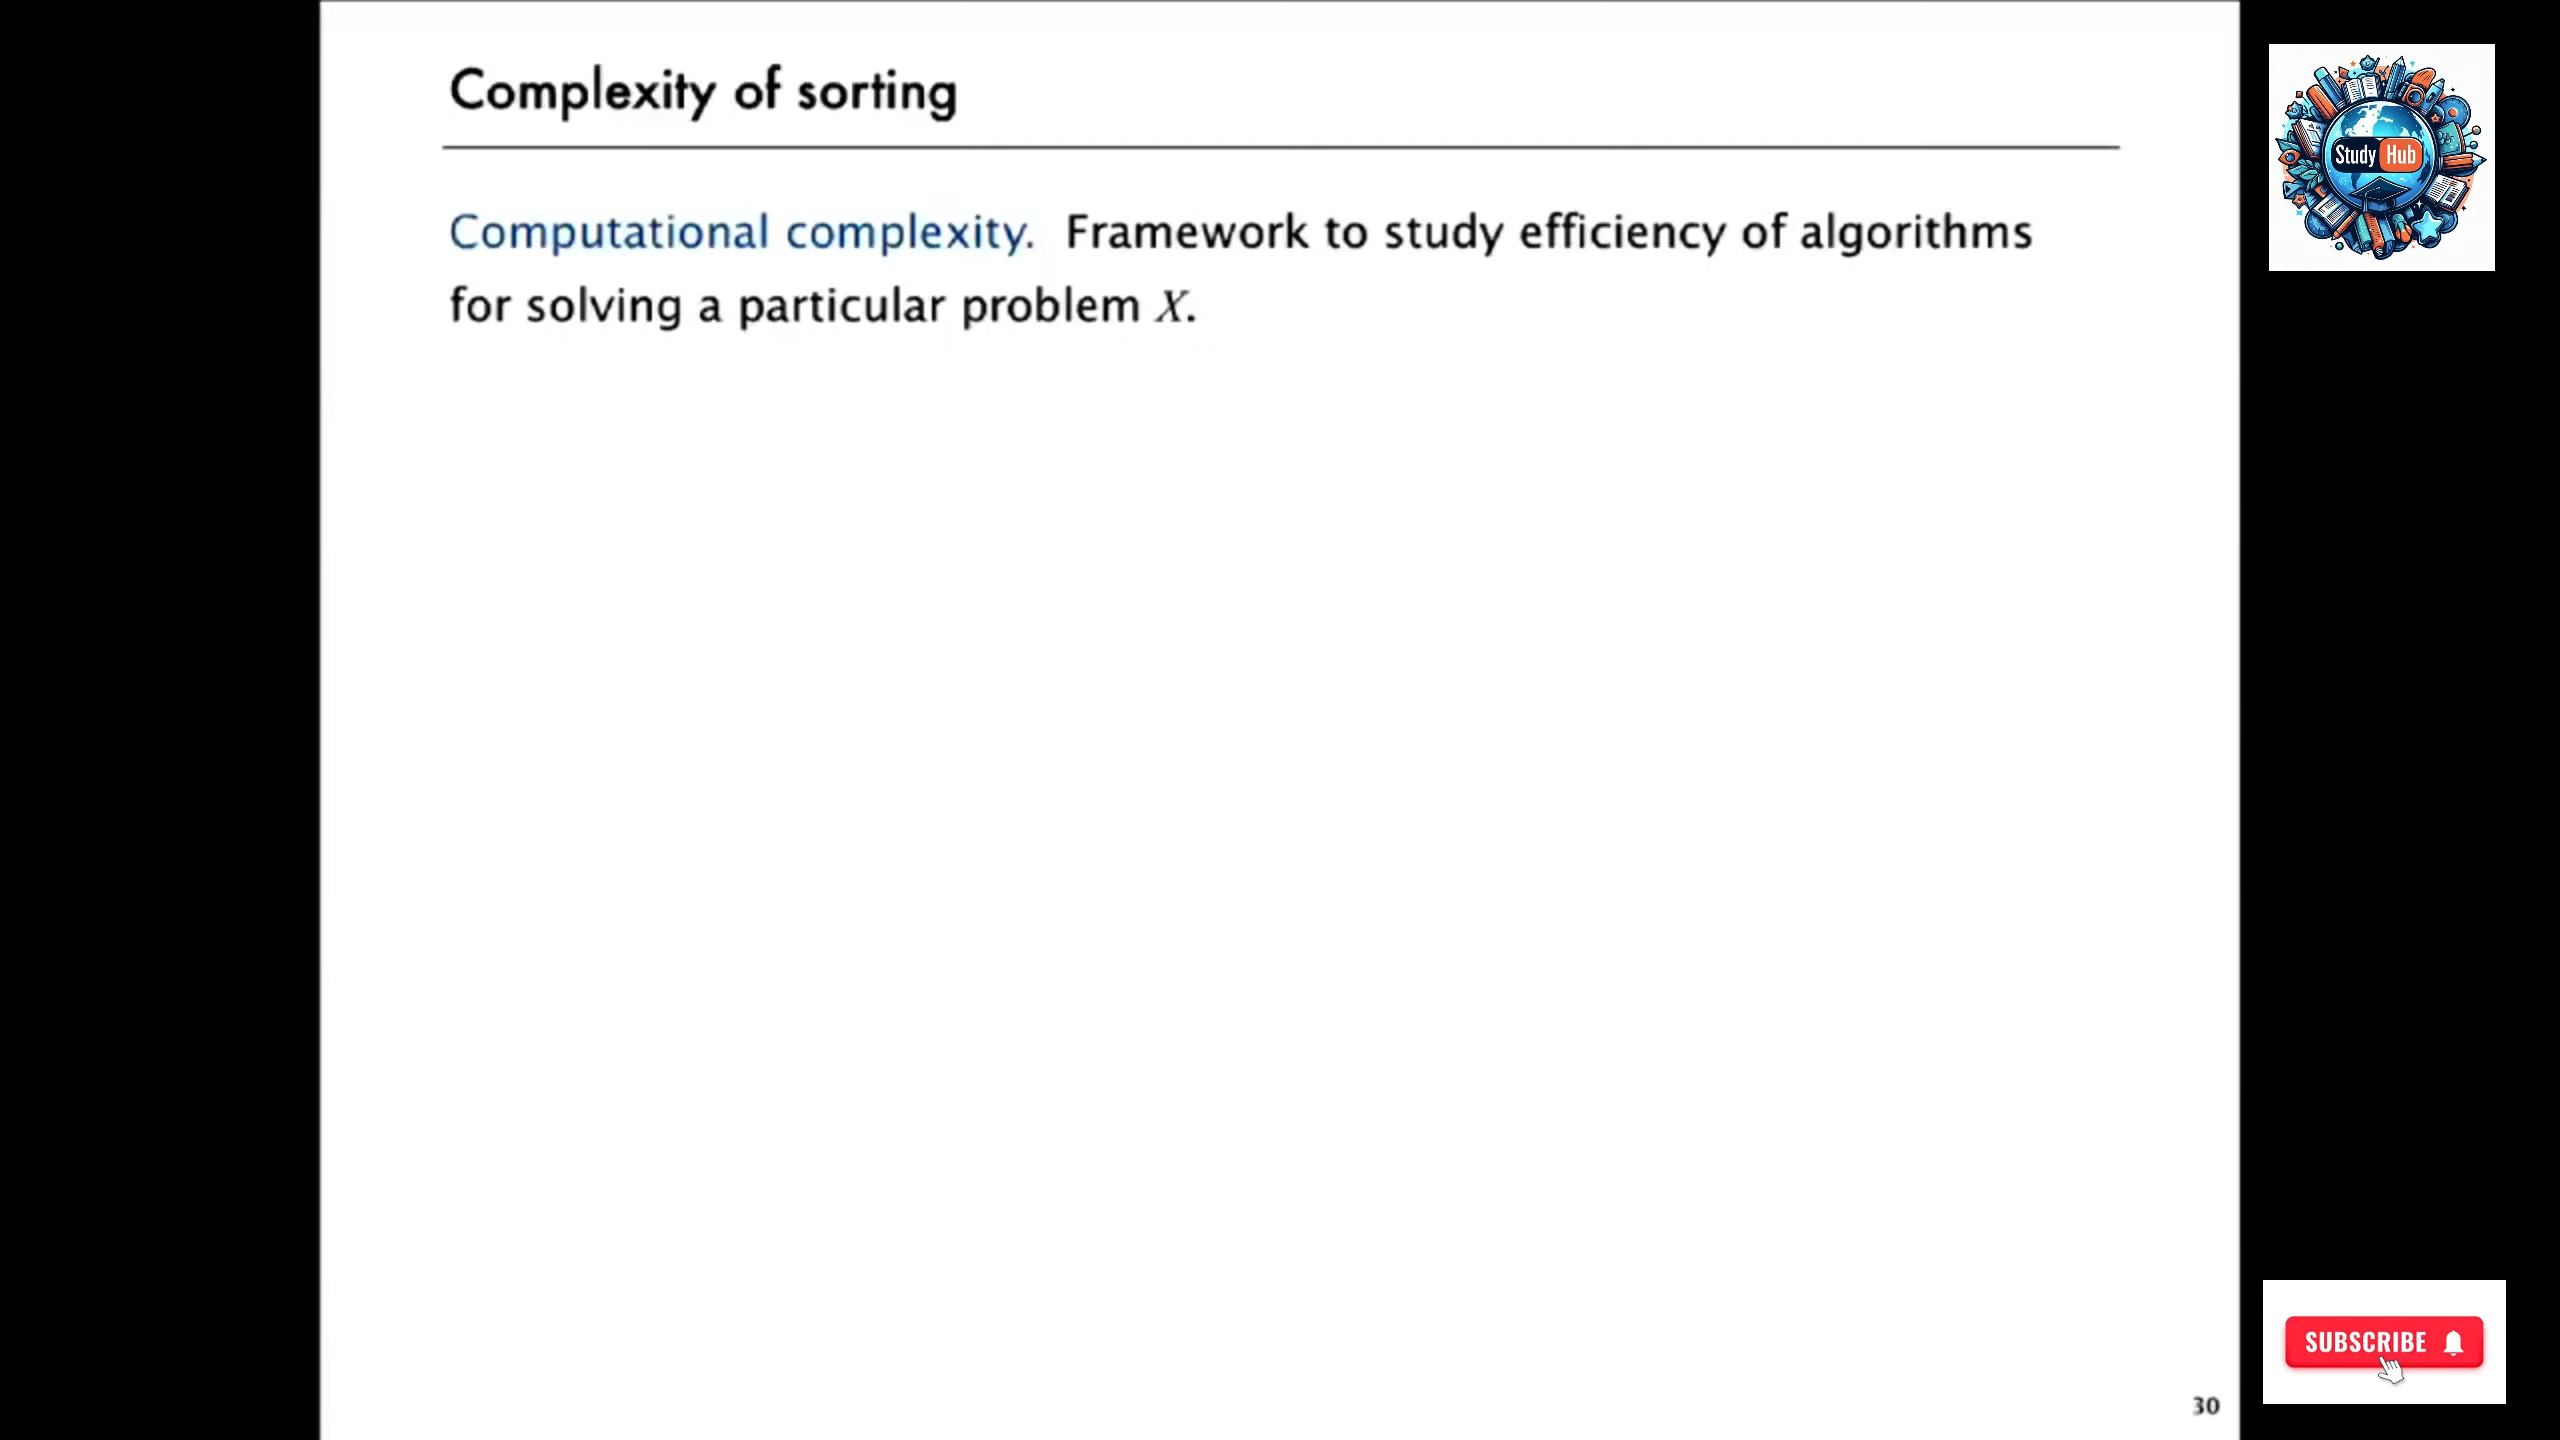 Complexity of sorting
Computational complexity. Framework to study efficiency of algorithms
for solving a particular problem X.
Study Hub
SUBSCRIBE
30